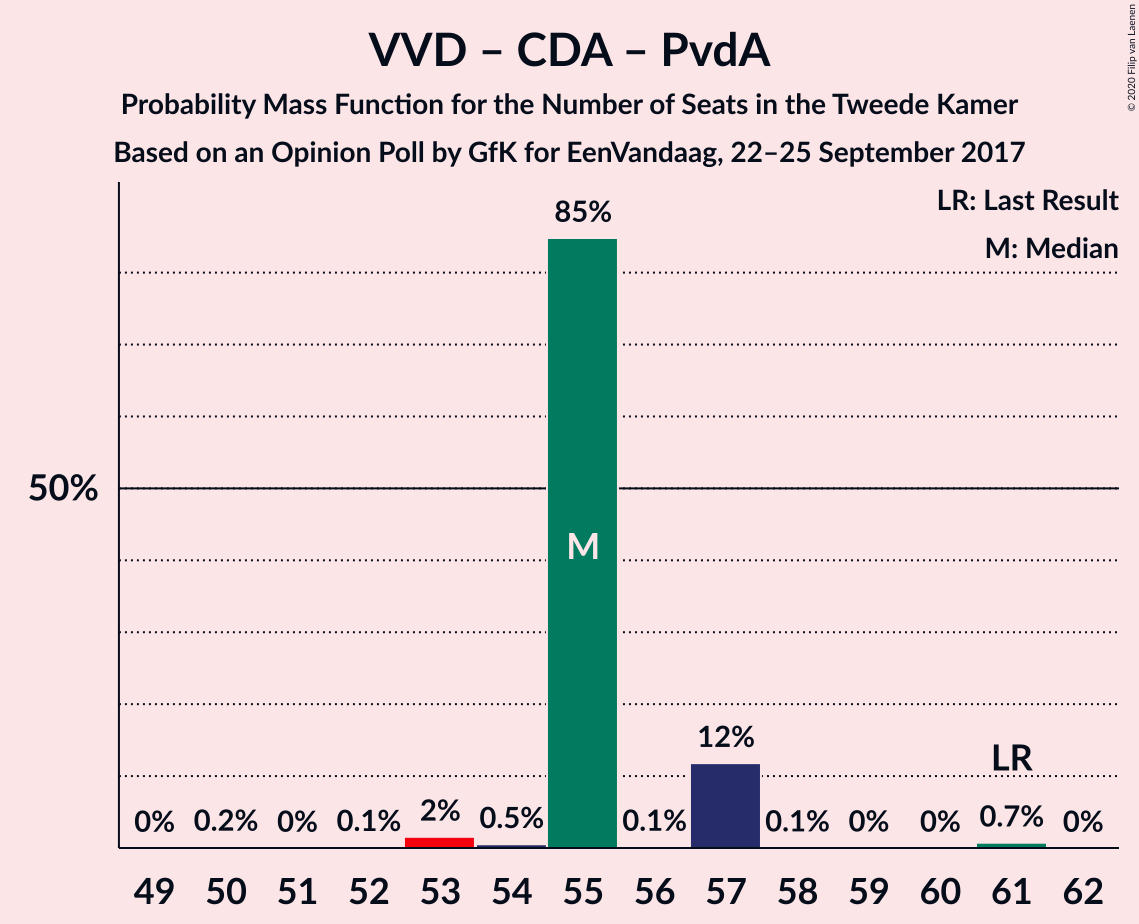 VVD – CDA – PvdA
Probability Mass Function for the Number of Seats in the Tweede Kamer
Based on an Opinion Poll by GfK for EenVandaag, 22–25 September 2017
© 2020 Filip van Laenen
LR: Last Result
M: Median
85%
50%
M
12%
LR
0% 0.2% 0% 0.1% 2% 0.5% 0.1% 0.1% 0% 0% 0.7% 0%
49 50 51 52 53 54 55 56 57 58 59 60 61 62